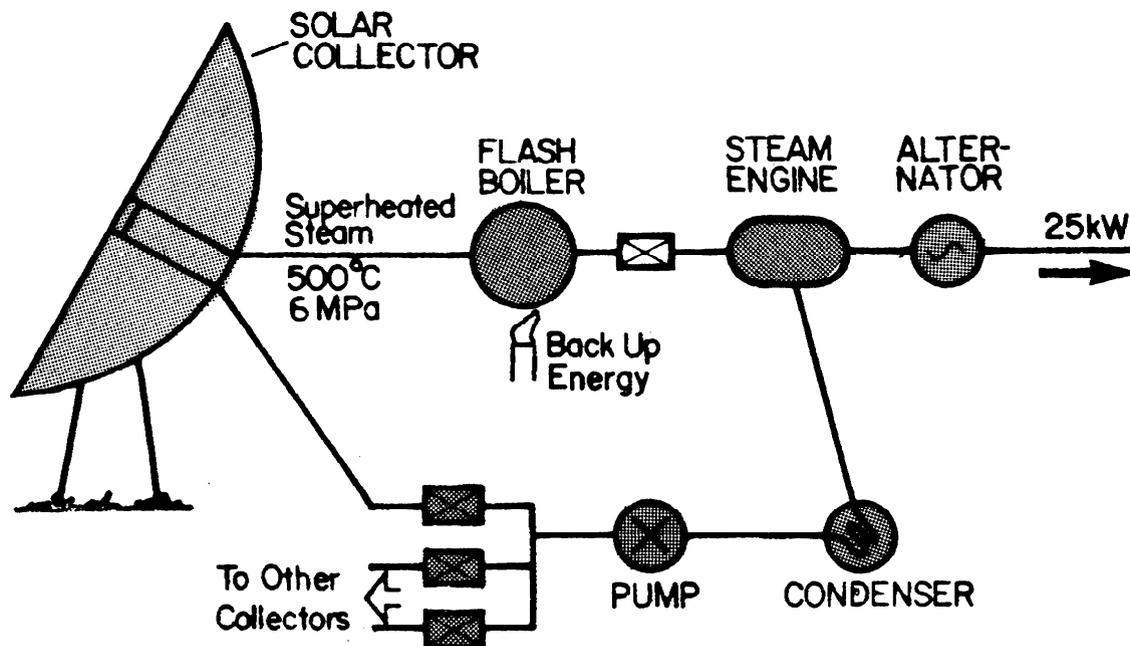 SOLAR
COLLECTOR
FLASH
BOILER
STEAM
ENGINE
ALTER-
NATOR
Superheated
Steam
500°C
6 MPa
25kW
Back Up
Energy
To Other
Collectors
PUMP
CONDENSER